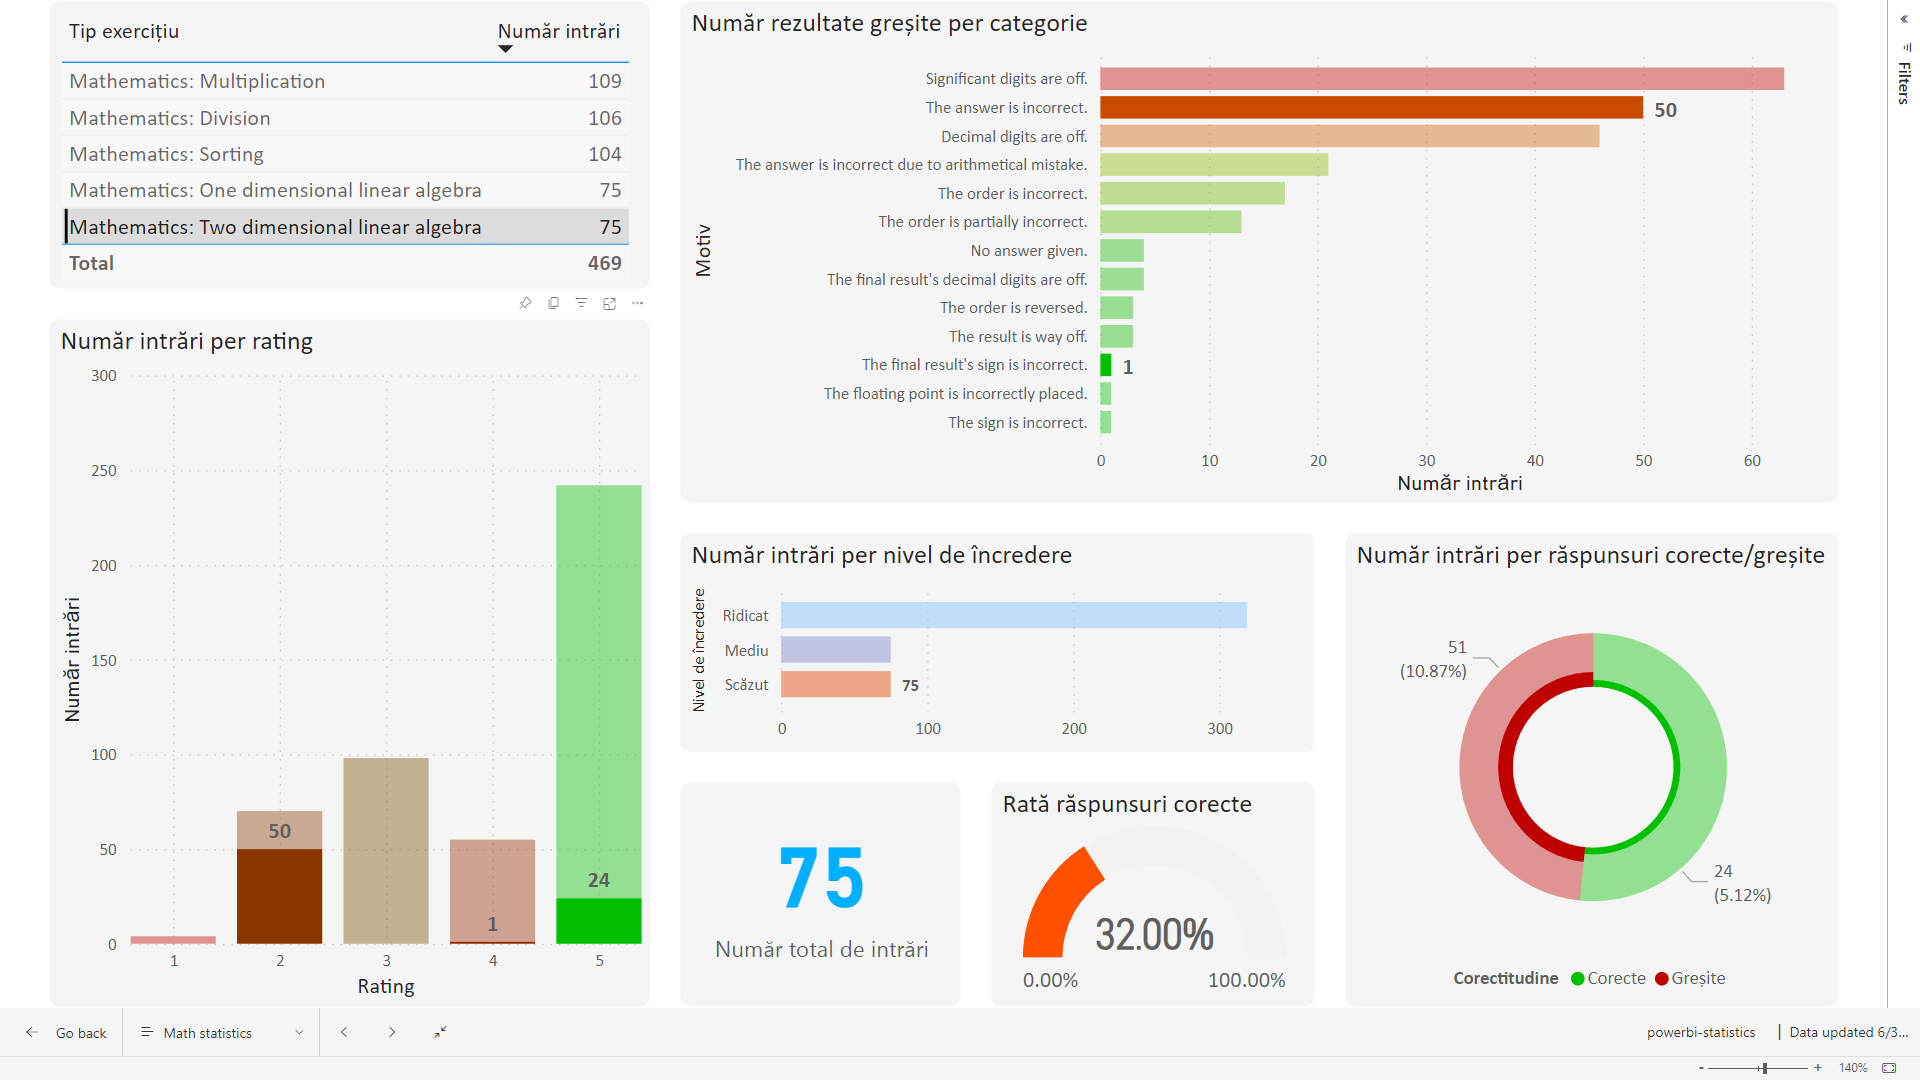 Tip exercițiu Număr intrări
Mathematics: Multiplication 109
Mathematics: Division 106
Mathematics: Sorting 104
Mathematics: One dimensional linear algebra 75
Mathematics: Two dimensional linear algebra 75
Total 469
Număr intrări per rating
300
250
200
150
100
50
0
Număr intrări
50
1
24
1 2 3 4 5
Rating
Număr rezultate greșite per categorie
Motiv
Significant digits are off.
The answer is incorrect. 50
Decimal digits are off.
The answer is incorrect due to arithmetical mistake.
The order is incorrect.
The order is partially incorrect.
No answer given.
The final result's decimal digits are off.
The order is reversed.
The result is way off.
The final result's sign is incorrect. 1
The floating point is incorrectly placed.
The sign is incorrect.
0 10 20 30 40 50 60
Număr intrări
Număr intrări per nivel de încredere
Nivel de încredere
Ridicat
Mediu
Scăzut 75
0 100 200 300
75
Număr total de intrări
Rată răspunsuri corecte
32.00%
0.00% 100.00%
Număr intrări per răspunsuri corecte/greșite
51
(10.87%)
24
(5.12%)
Corectitudine Corecte Greșite
Filters
Go back Math statistics powerbi-statistics | Data updated 6/3...
- + 140%